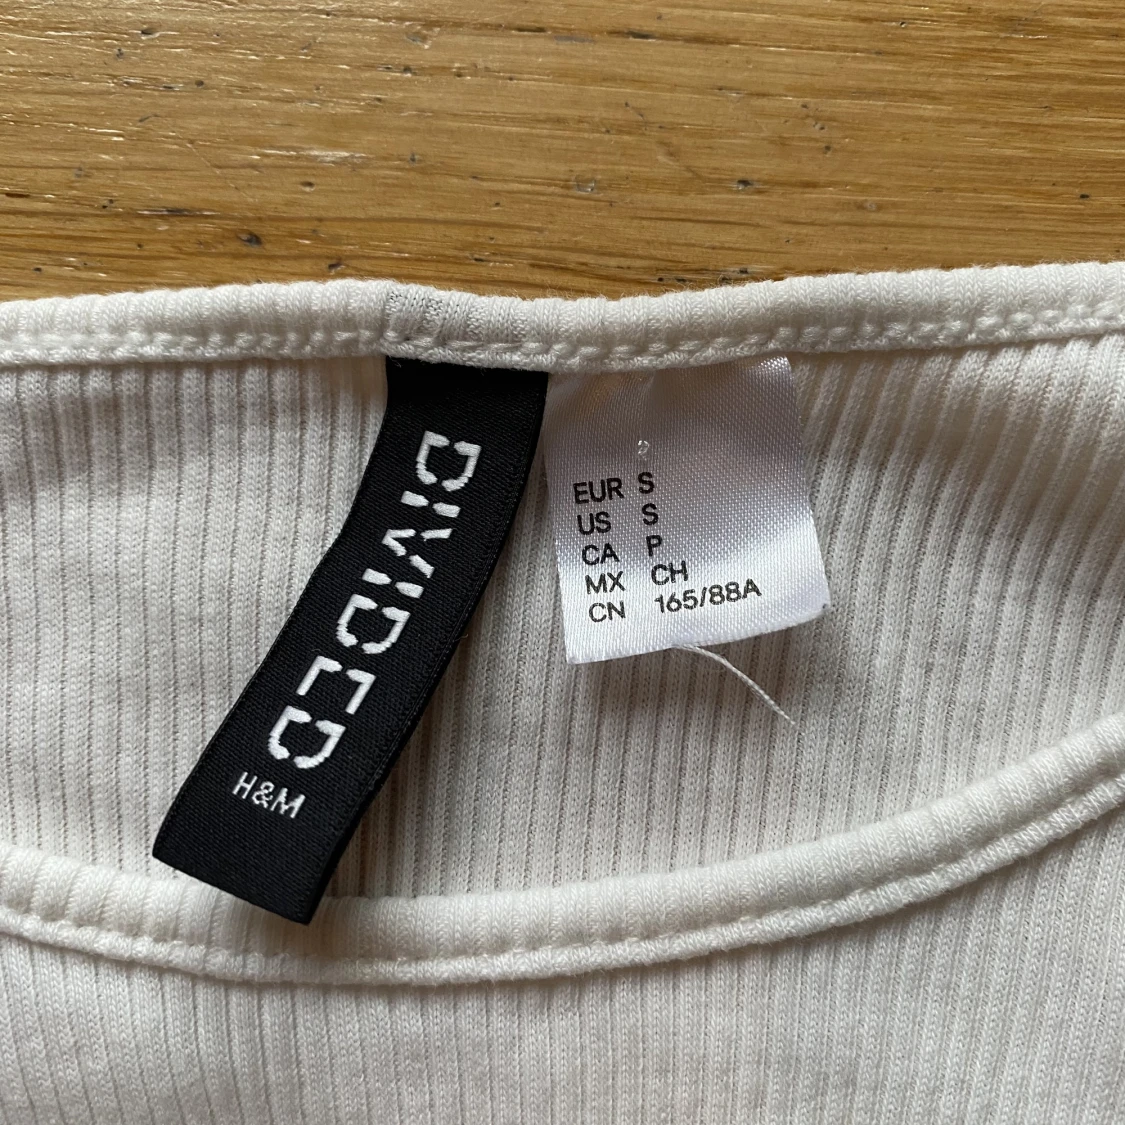 DIVIDED
H&M
EUR S
US S
CA P
MX CH
CN 165/88A